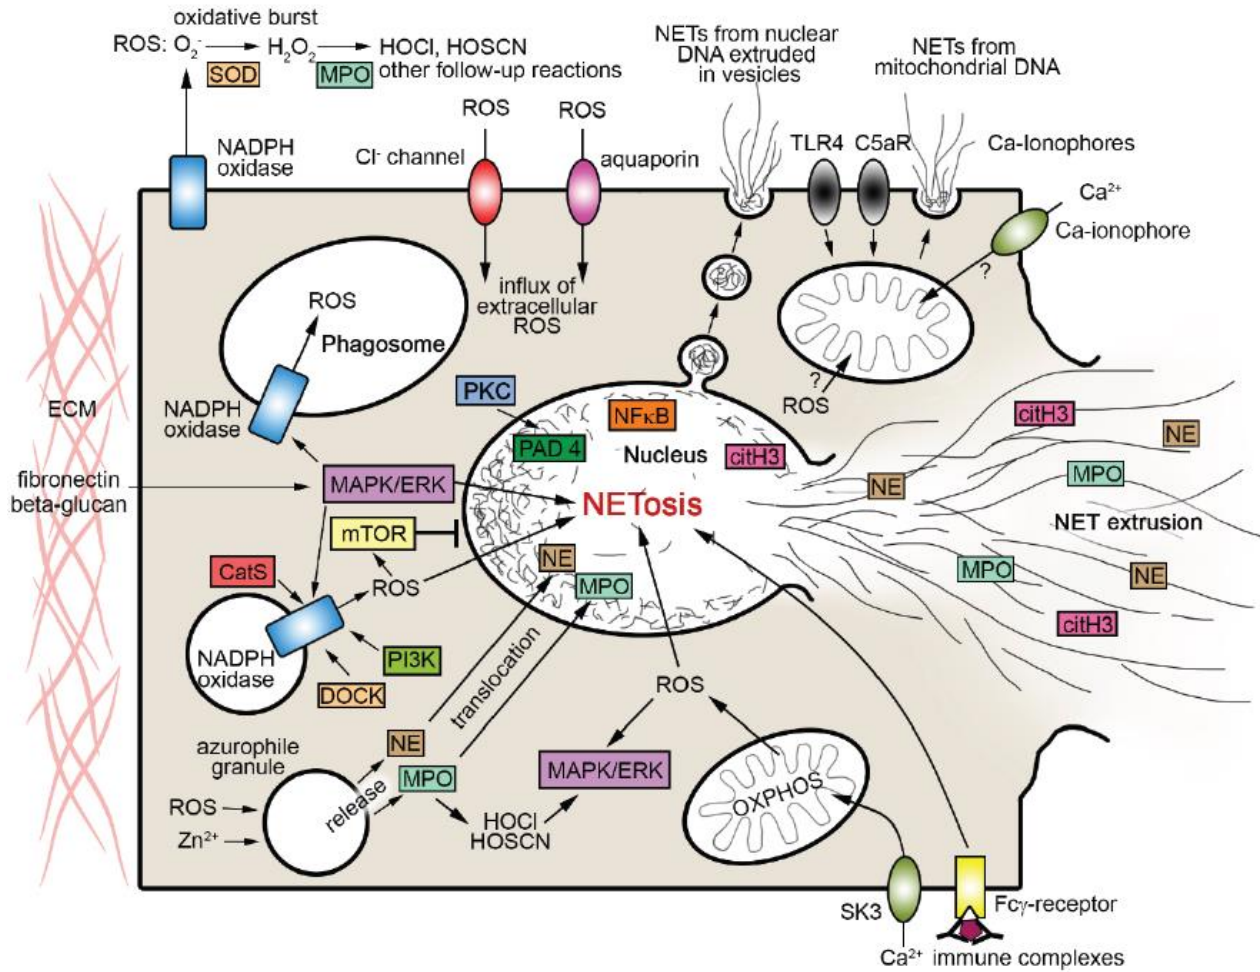 oxidative burst
ROS: O₂⁻ H₂O₂ HOCl, HOSCN
SOD MPO other follow-up reactions
NETs from nuclear
DNA extruded
in vesicles
NETs from
mitochondrial DNA
NADPH
oxidase
ROS ROS
Cl⁻ channel aquaporin
TLR4 C5aR Ca-Ionophores
Ca²⁺
Ca-ionophore
?
influx of
extracellular
ROS
ROS
Phagosome
NADPH
oxidase
ECM
fibronectin
beta-glucan
PKC
PAD 4
NFκB
Nucleus
citH3
?
ROS
MAPK/ERK
NETosis
mTOR
ROS
CatS
NADPH
oxidase
PI3K
DOCK
NE
MPO
translocation
citH3
NE
MPO
NE
NET extrusion
MPO
NE
citH3
azurophile
granule
ROS
Zn²⁺
release
NE
MPO
HOCl
HOSCN
MAPK/ERK
ROS
OXPHOS
SK3
Ca²⁺
Fcγ-receptor
immune complexes